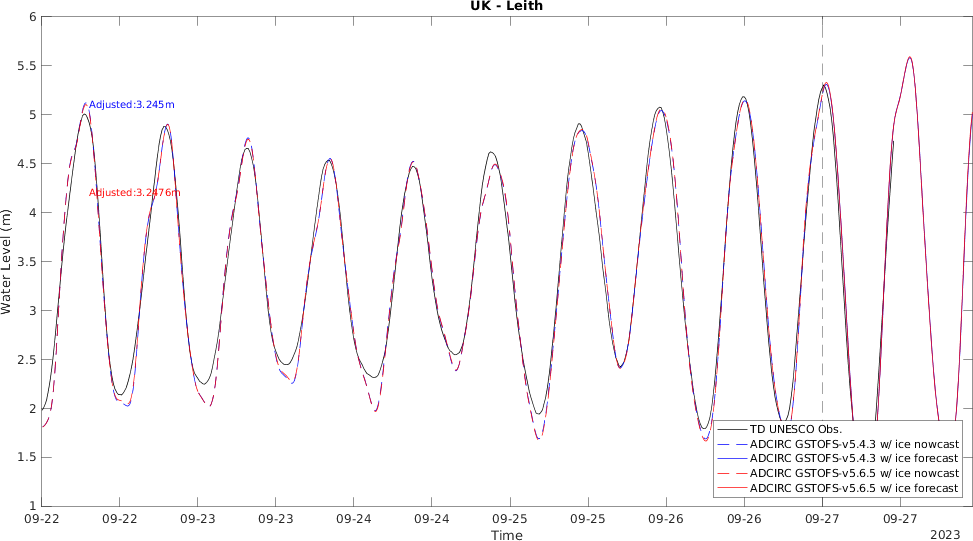 UK - Leith
6
5.5
5
4.5
4
3.5
3
2.5
2
1.5
1
Water Level (m)
Adjusted:3.245m
Adjusted:3.2476m
TD UNESCO Obs.
ADCIRC GSTOFS-v5.4.3 w/ ice nowcast
ADCIRC GSTOFS-v5.4.3 w/ ice forecast
ADCIRC GSTOFS-v5.6.5 w/ ice nowcast
ADCIRC GSTOFS-v5.6.5 w/ ice forecast
09-22 09-22 09-23 09-23 09-24 09-24 09-25 09-25 09-26 09-26 09-27 09-27
Time
2023